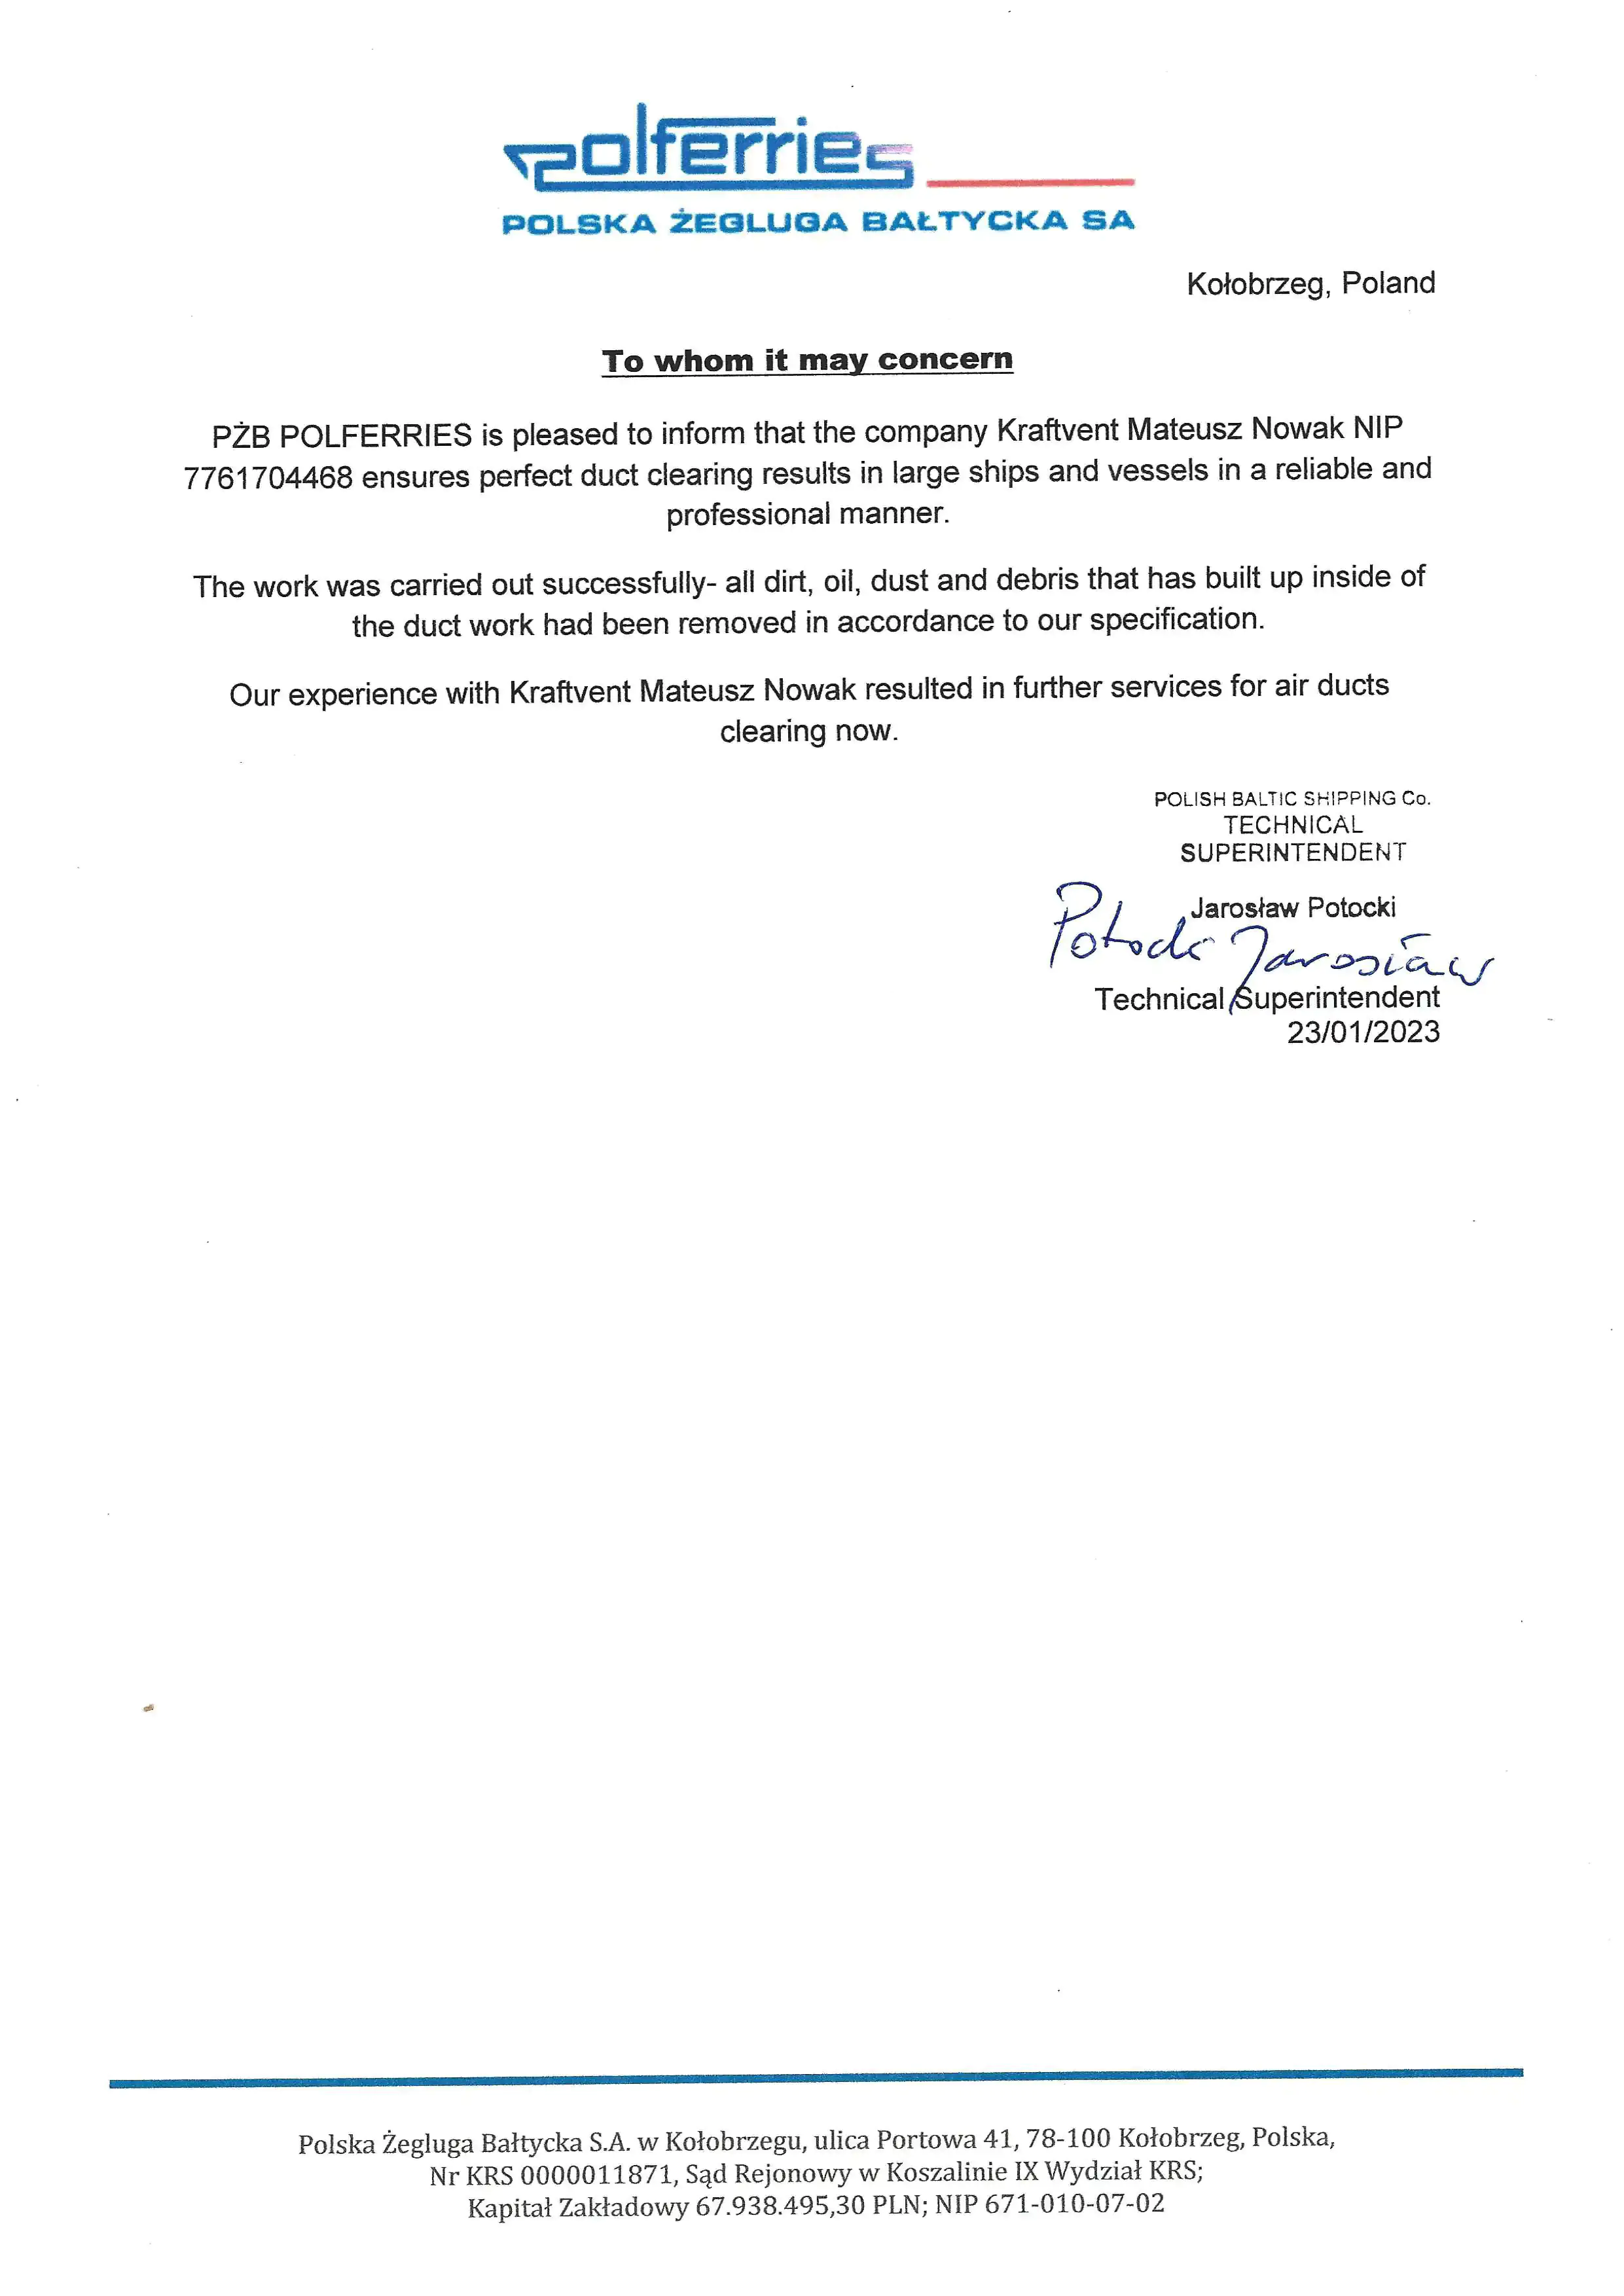 polferries
POLSKA ŻEGLUGA BAŁTYCKA SA
Kołobrzeg, Poland
To whom it may concern
PŻB POLFERRIES is pleased to inform that the company Kraftvent Mateusz Nowak NIP
7761704468 ensures perfect duct clearing results in large ships and vessels in a reliable and
professional manner.
The work was carried out successfully- all dirt, oil, dust and debris that has built up inside of
the duct work had been removed in accordance to our specification.
Our experience with Kraftvent Mateusz Nowak resulted in further services for air ducts
clearing now.
POLISH BALTIC SHIPPING Co.
TECHNICAL
SUPERINTENDENT
Jarosław Potocki
Potocki Jarosław
Technical Superintendent
23/01/2023
Polska Żegluga Bałtycka S.A. w Kołobrzegu, ulica Portowa 41, 78-100 Kołobrzeg, Polska,
Nr KRS 0000011871, Sąd Rejonowy w Koszalinie IX Wydział KRS;
Kapitał Zakładowy 67.938.495,30 PLN; NIP 671-010-07-02